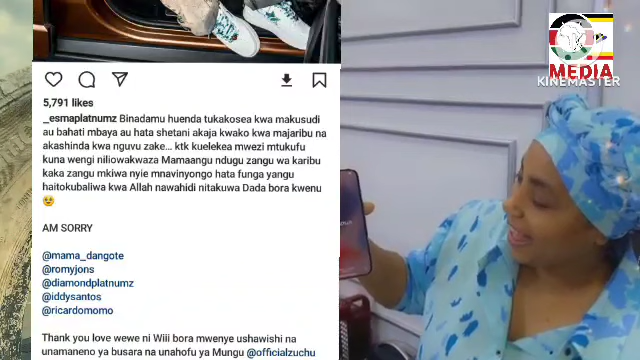 5,791 likes
_esmaplatnumz Binadamu huenda tukakosea kwa makusudi
au bahati mbaya au hata shetani akaja kwako kwa majaribu na
akashinda kwa nguvu zake... ktk kuelekea mwezi mtukufu
kuna wengi niliowakwaza Mamaangu ndugu zangu wa karibu
kaka zangu mkiwa nyie mnavinyongo hata funga yangu
haitokubaliwa kwa Allah nawahidi nitakuwa Dada bora kwenu
😢
AM SORRY
@mama_dangote
@romyjons
@diamondplatnumz
@iddysantos
@ricardomomo
Thank you love wewe ni Wiii bora mwenye ushawishi na
unamaneno ya busara na unahofu ya Mungu @officialzuchu
MEDIA
KINEMASTER